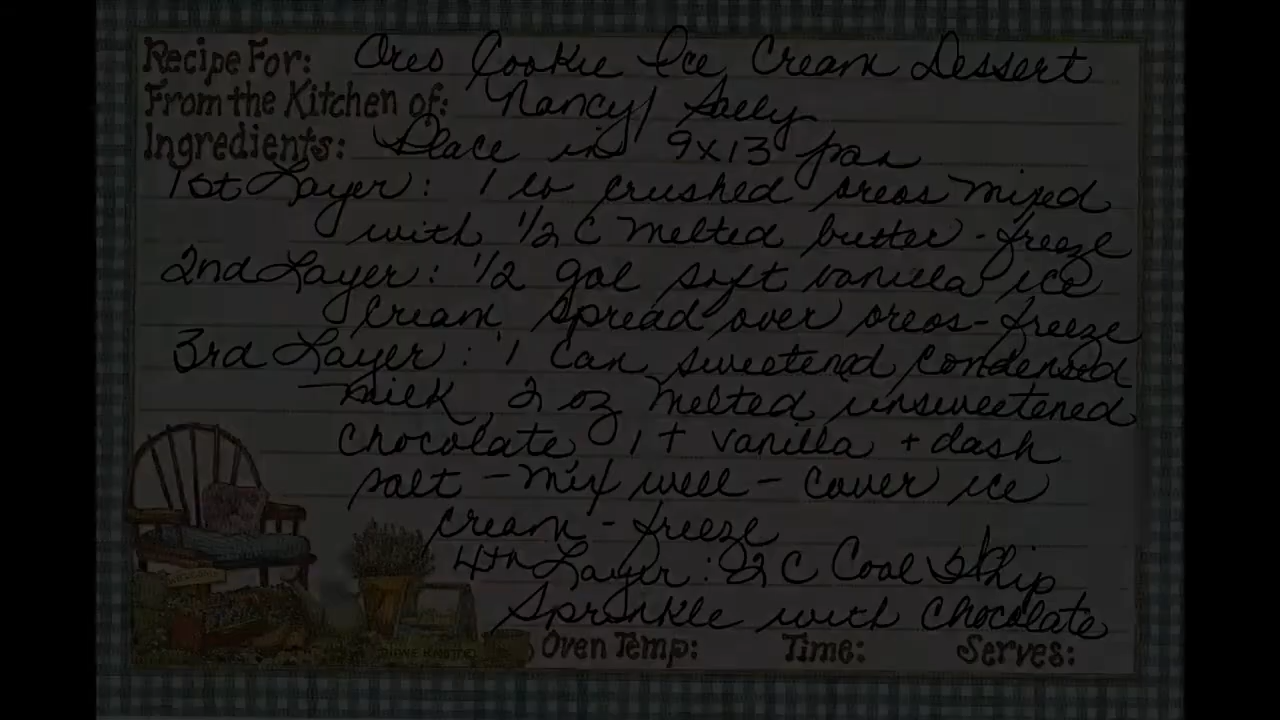 Recipe For: Oreo Cookie Ice Cream Dessert
From the Kitchen of: Nancy Sally
Ingredients: Place in 9x13 pan
1st Layer: 1 lb crushed oreos mixed
with 1/2 C melted butter - freeze
2nd Layer: 1/2 gal soft vanilla ice
cream spread over oreos - freeze
3rd Layer: 1 can sweetened condensed
milk, 2 oz melted unsweetened
chocolate, 1 t vanilla + dash
salt - mix well - cover ice
cream - freeze
4th Layer: 2 C Cool Whip
Sprinkle with chocolate
WELCOME
DIANE KNOTT
Oven Temp: Time: Serves: